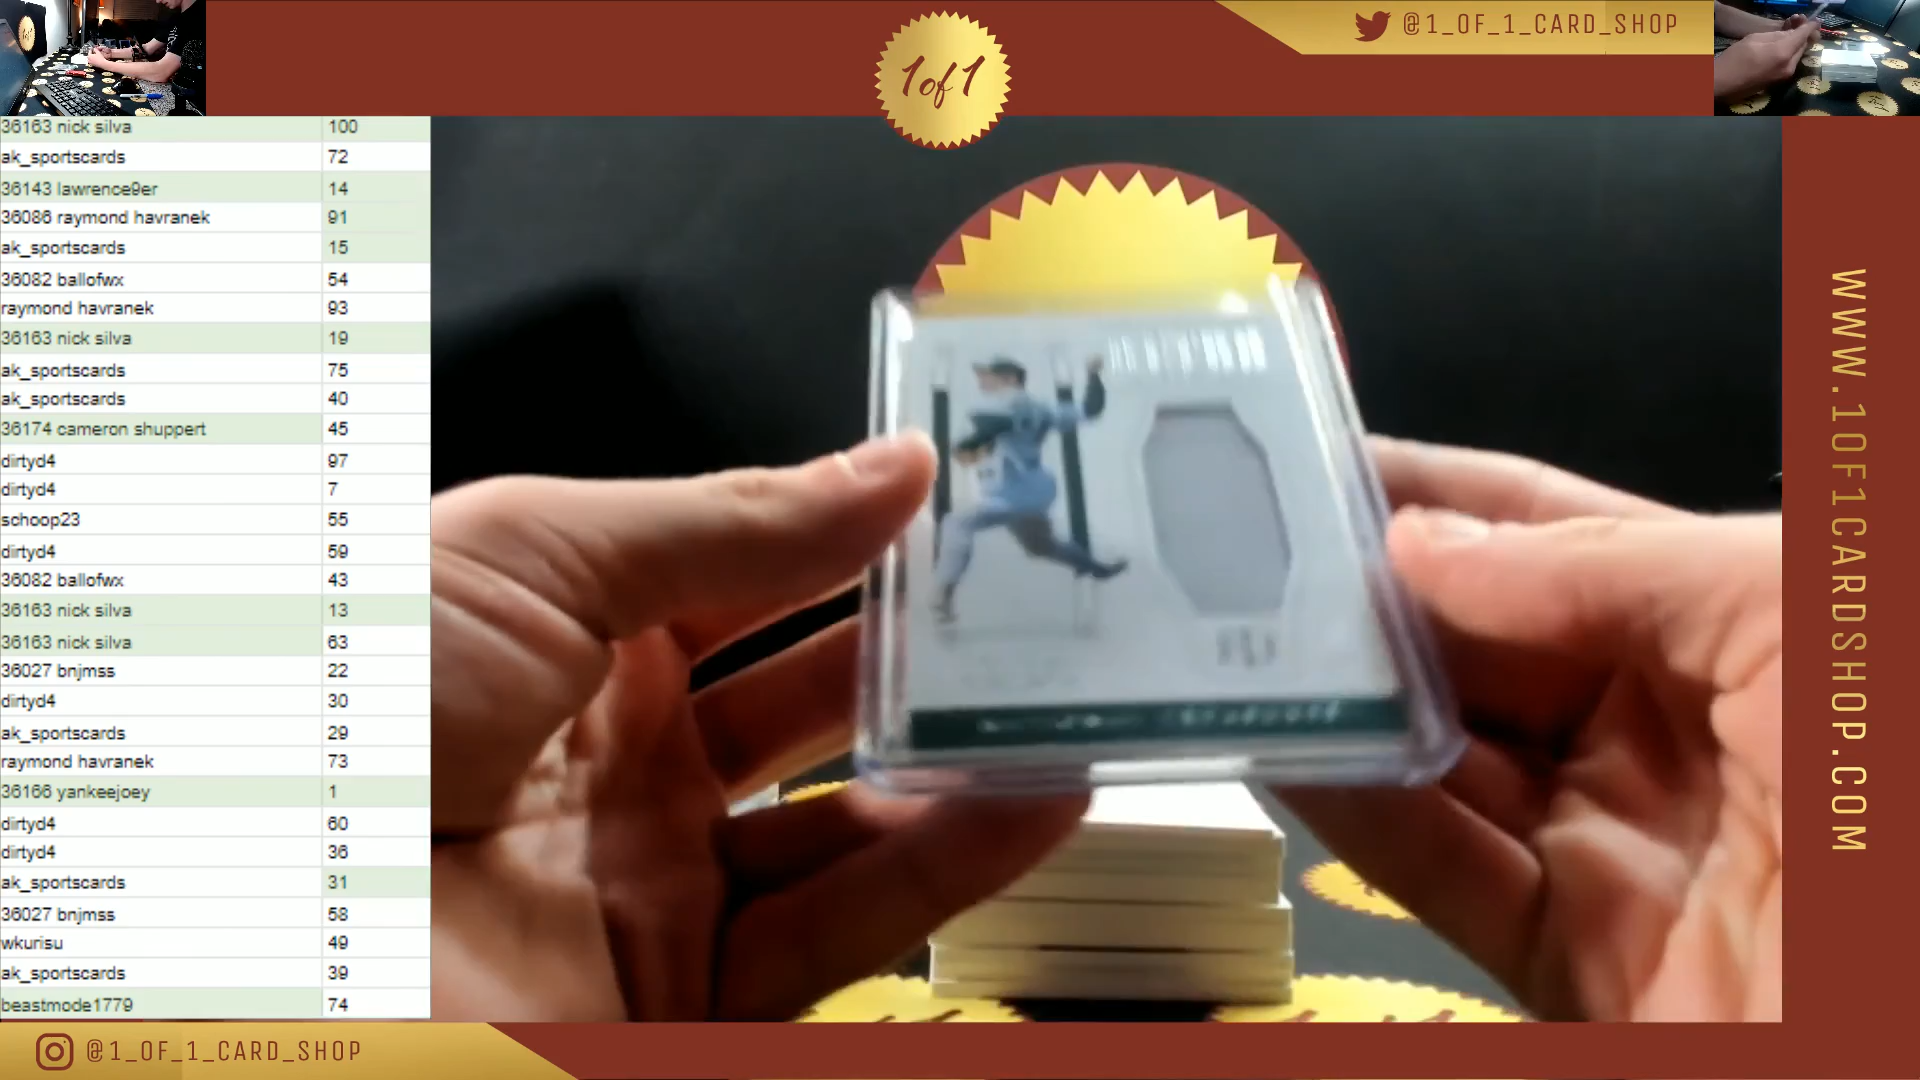 1of1
@1_OF_1_CARD_SHOP
36163 nick silva 100
ak_sportscards 72
36143 lawrence9er 14
36086 raymond havranek 91
ak_sportscards 15
36082 ballofwx 54
raymond havranek 93
36163 nick silva 19
ak_sportscards 75
ak_sportscards 40
36174 cameron shuppert 45
dirtyd4 97
dirtyd4 7
schoop23 55
dirtyd4 59
36082 ballofwx 43
36163 nick silva 13
36163 nick silva 63
36027 bnjmss 22
dirtyd4 30
ak_sportscards 29
raymond havranek 73
36166 yankeejoey 1
dirtyd4 60
dirtyd4 36
ak_sportscards 31
36027 bnjmss 58
wkurisu 49
ak_sportscards 39
beastmode1779 74
WWW.1OF1CARDSHOP.COM
@1_OF_1_CARD_SHOP